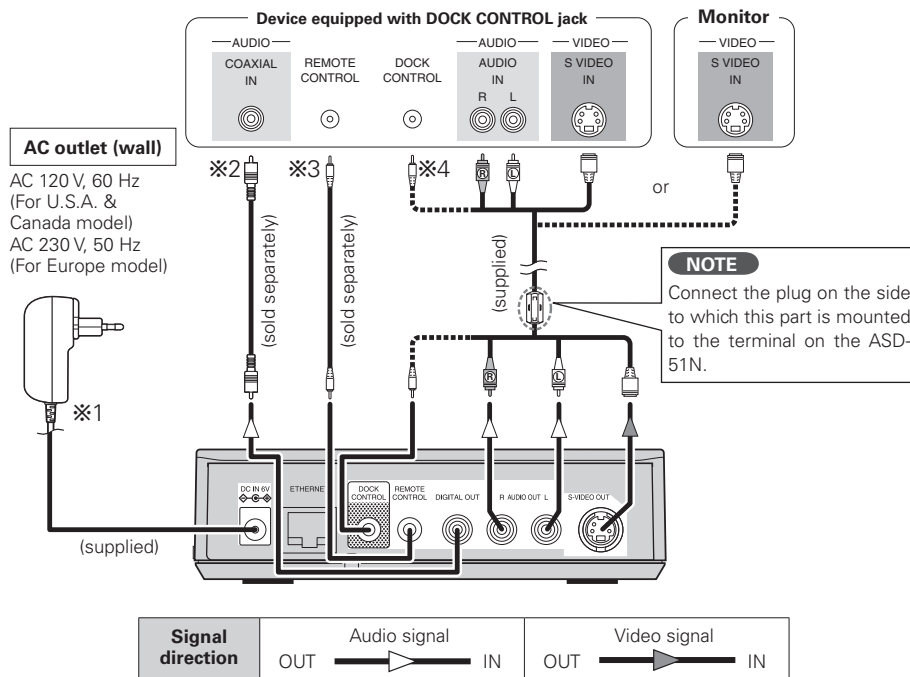 Device equipped with DOCK CONTROL jack
Monitor
AUDIO
AUDIO
VIDEO
VIDEO
COAXIAL
IN
REMOTE
CONTROL
DOCK
CONTROL
AUDIO
IN
R L
S VIDEO
IN
S VIDEO
IN
AC outlet (wall)
AC 120 V, 60 Hz
(For U.S.A. &
Canada model)
AC 230 V, 50 Hz
(For Europe model)
※2
※3
※4
R
L
or
(sold separately)
(sold separately)
(supplied)
NOTE
Connect the plug on the side
to which this part is mounted
to the terminal on the ASD-
51N.
R
L
※1
(supplied)
DC IN 6V
ETHERNE
DOCK
CONTROL
REMOTE
CONTROL
DIGITAL OUT
R AUDIO OUT L
S-VIDEO OUT
Signal
direction
Audio signal
OUT IN
Video signal
OUT IN